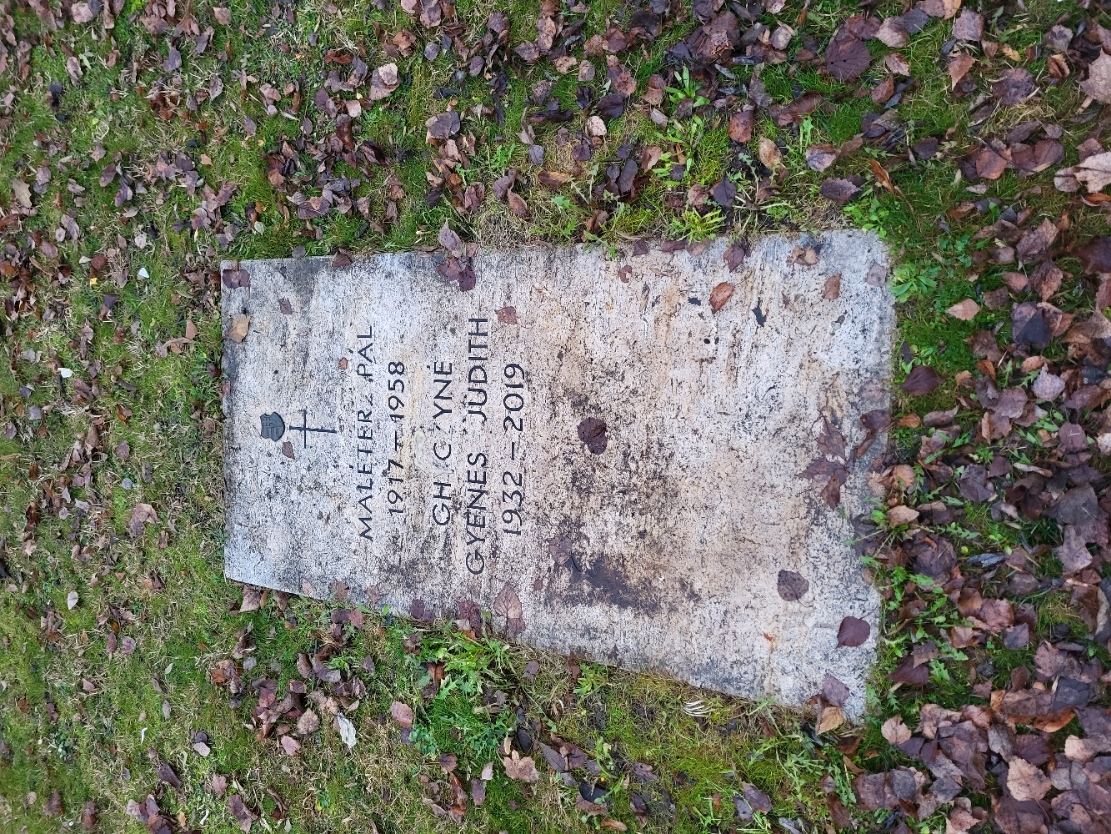 MALÉTER PÁL
1917 – 1958
GYENES JUDITH
1932 – 2019